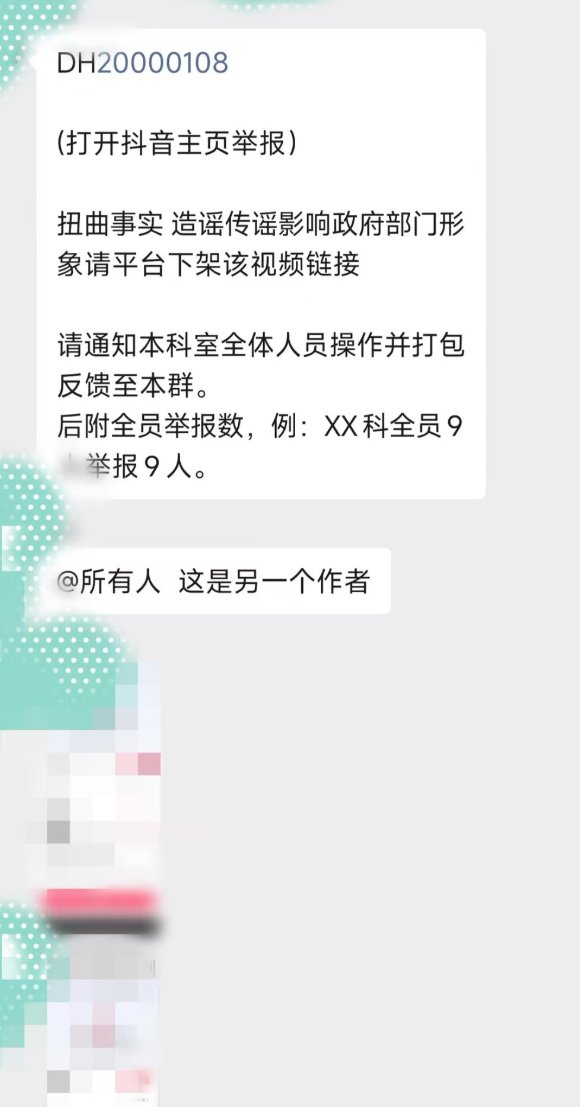 DH20000108
(打开抖音主页举报)
扭曲事实 造谣传谣影响政府部门形
象请平台下架该视频链接
请通知本科室全体人员操作并打包
反馈至本群。
后附全员举报数，例：XX科全员9
人举报9人。
@所有人 这是另一个作者